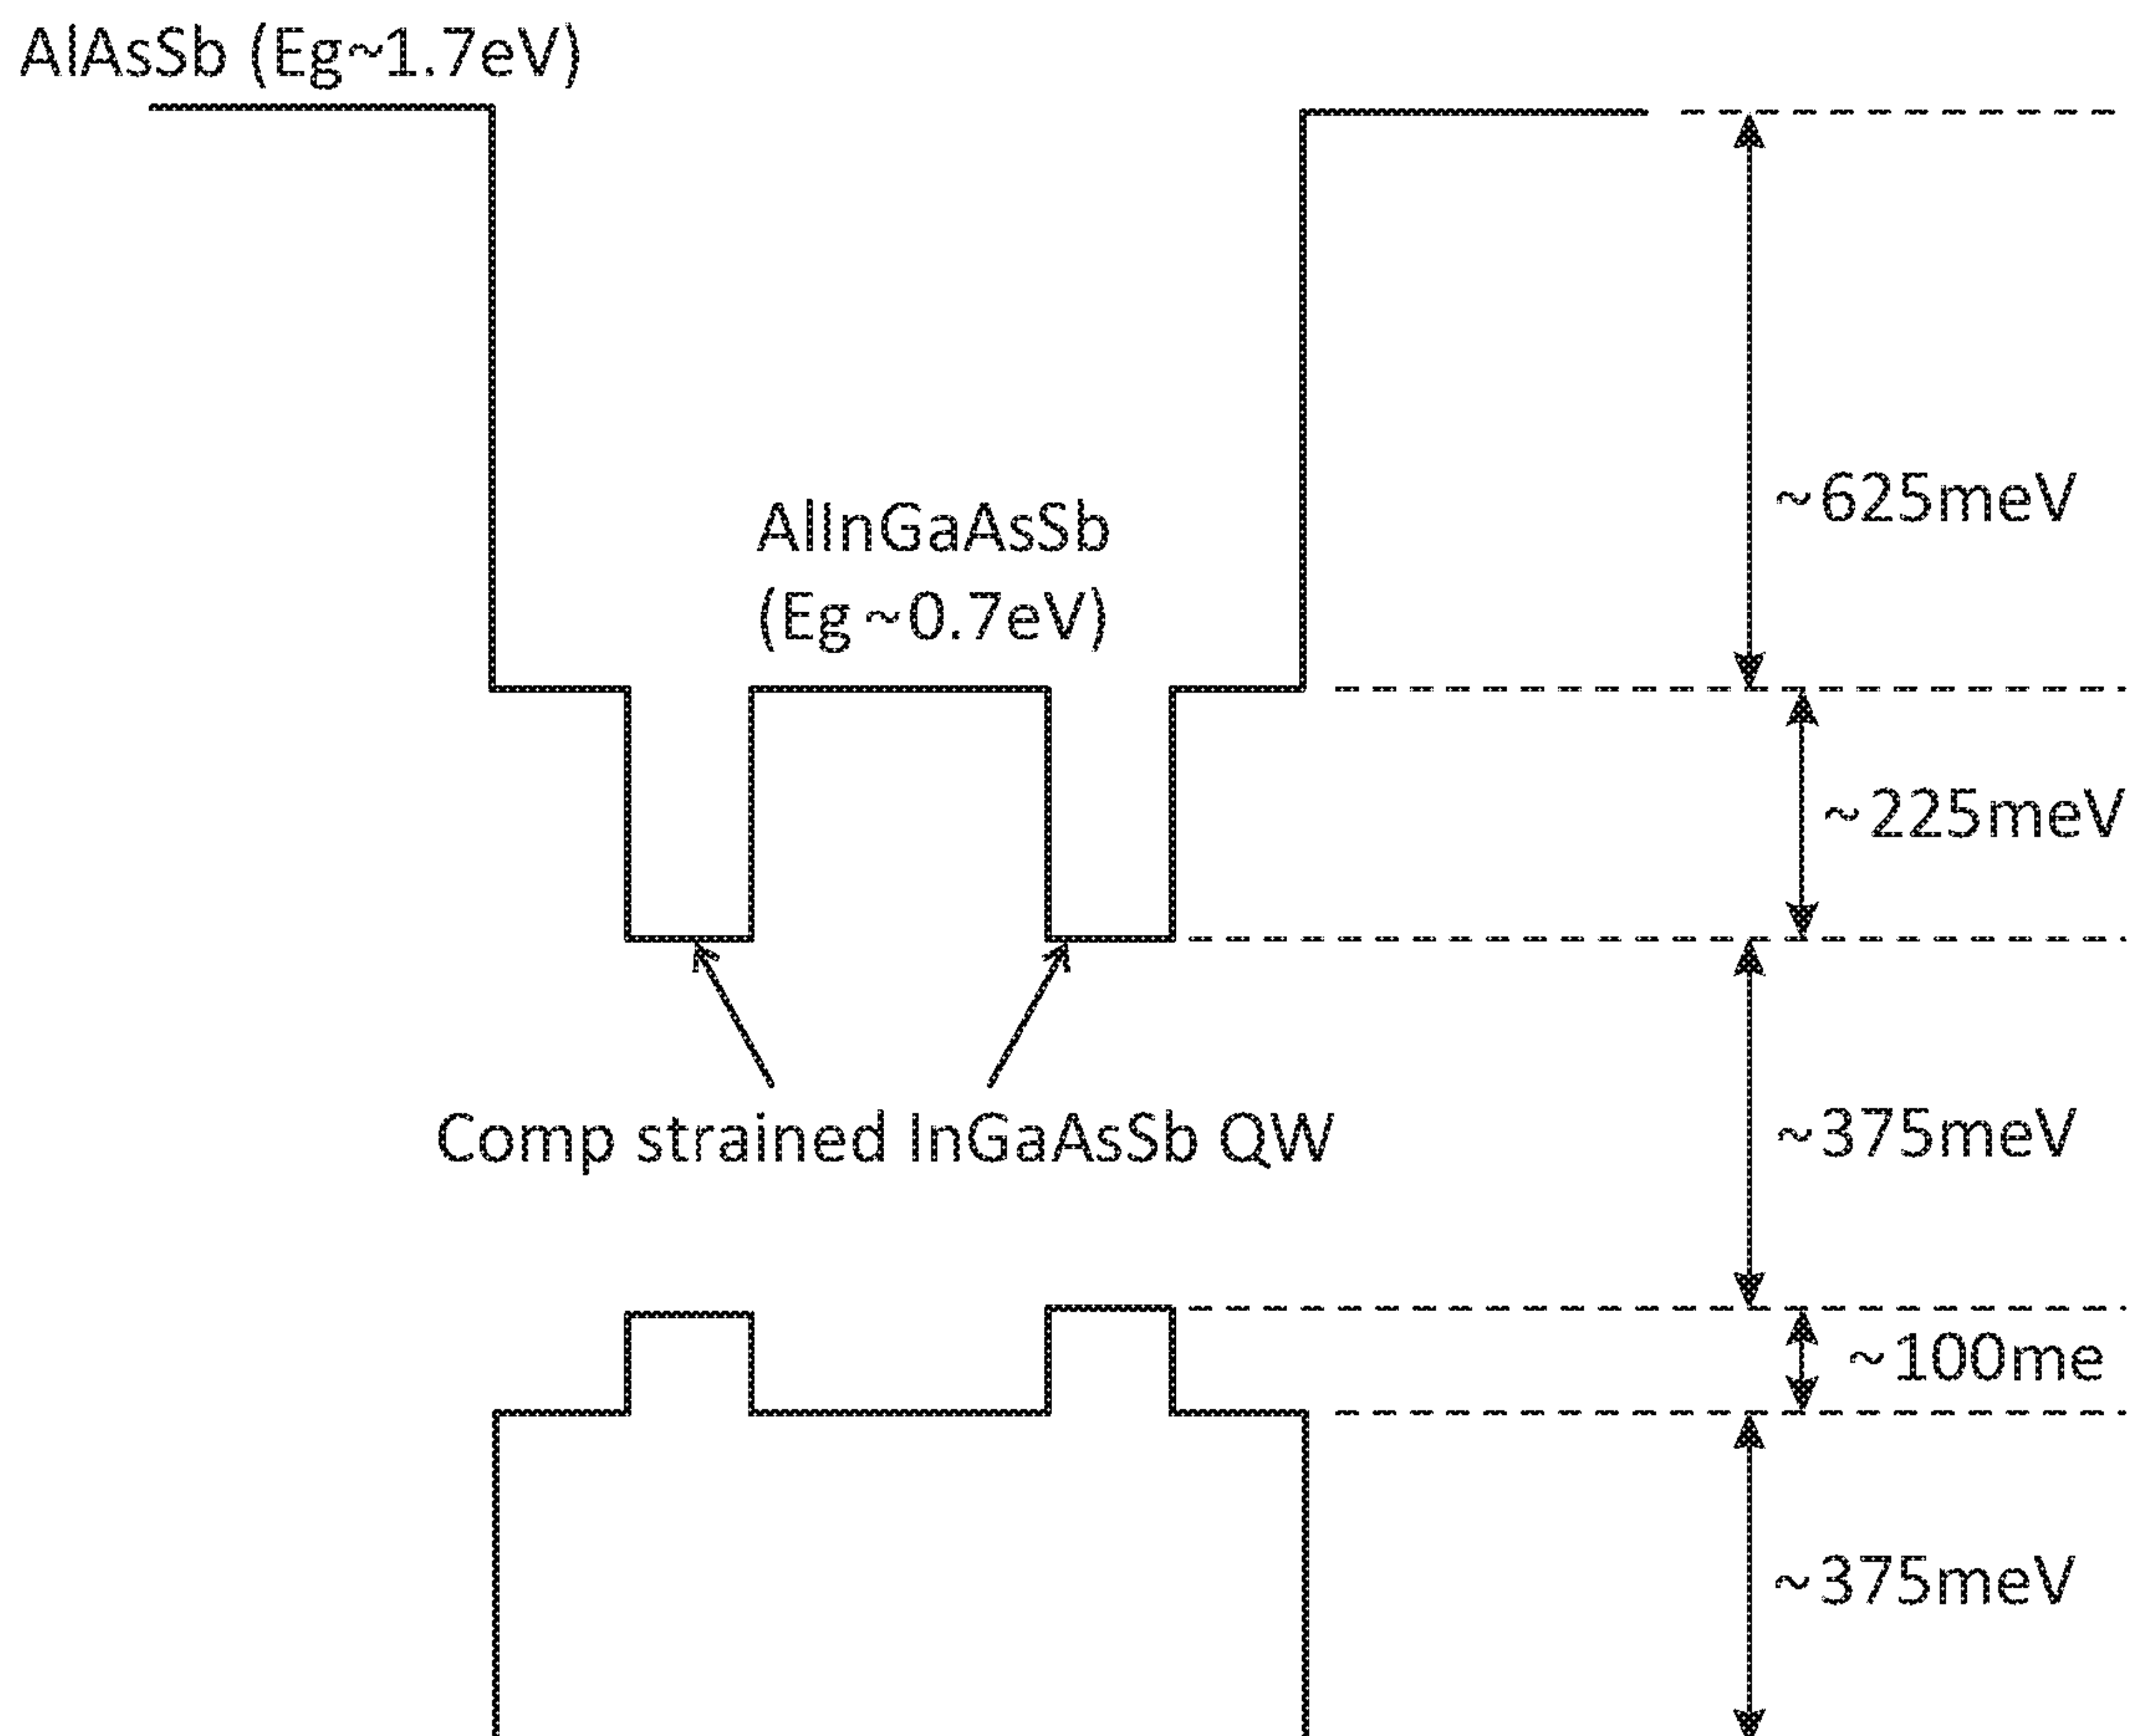 AlAsSb (Eg~1.7eV)
~625meV
AlInGaAsSb
(Eg ~0.7eV)
~225meV
Comp strained InGaAsSb QW
~375meV
~100me
~375meV